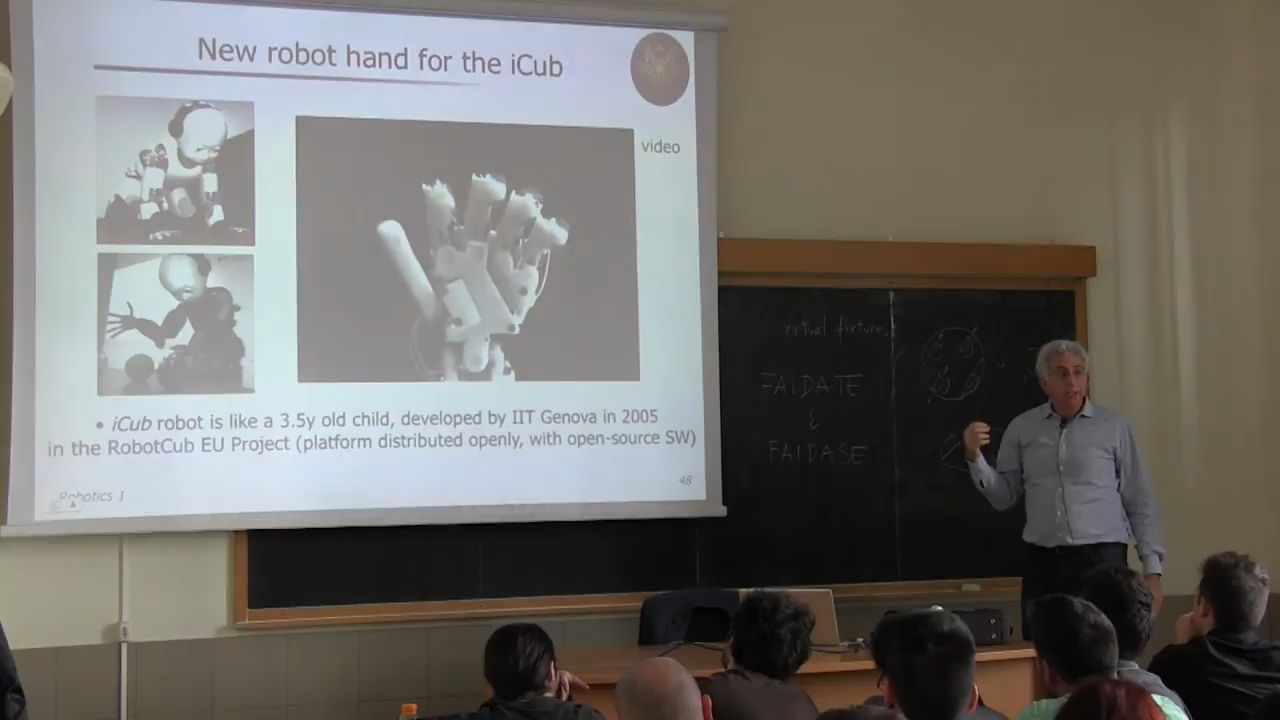 New robot hand for the iCub
video
• iCub robot is like a 3.5y old child, developed by IIT Genova in 2005
in the RobotCub EU Project (platform distributed openly, with open-source SW)
Robotics 1
48
virtual fixtures
FAIDATE
&
FAIDASE